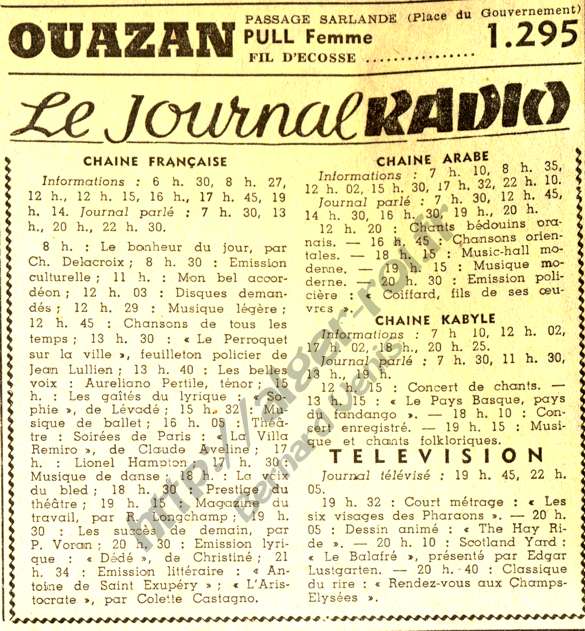 OUAZAN
PASSAGE SARLANDE (Place du Gouvernement)
PULL Femme
FIL D'ECOSSE ................
1.295
Le Journal RADIO
CHAINE FRANÇAISE
Informations : 6 h. 30, 8 h. 27,
12 h., 12 h. 15, 16 h., 17 h. 45, 19
h. 14. Journal parlé : 7 h. 30, 13
h., 20 h., 22 h. 30.
8 h. : Le bonheur du jour, par
Ch. Delacroix ; 8 h. 30 : Emission
culturelle ; 11 h. : Mon bel accor-
déon ; 12 h. 03 : Disques deman-
dés ; 12 h. 29 : Musique légère ;
12 h. 45 : Chansons de tous les
temps ; 13 h. 30 : « Le Perroquet
sur la ville », feuilleton policier de
Jean Lullien ; 13 h. 40 : Les belles
voix : Aureliano Pertile, ténor ; 15
h. : Les gaîtés du lyrique « So-
phie », de Lévadé ; 15 h. 32 : Mu-
sique de ballet ; 16 h. 05 : Théâ-
tre : Soirées de Paris : « La Villa
Remiro », de Claude Aveline ; 17
h. : Lionel Hampton ; 17 h. 30 :
Musique de danse ; 18 h. : La voix
du bled ; 18 h. 30 : Prestige du
théâtre ; 19 h. 15 : Magazine du
travail, par R. Longchamp ; 19 h.
30 : Les succès de demain, par
P. Voran ; 20 h. 30 : Emission lyri-
que : « Dédé », de Christiné ; 21
h. 34 : Emission littéraire : « An-
toine de Saint Exupéry » ; « L'Aris-
tocrate », par Colette Castagno.
CHAINE ARABE
Informations : 7 h. 10, 8 h. 35,
12 h. 02, 15 h. 30, 17 h. 32, 22 h. 10.
Journal parlé : 7 h. 30, 12 h. 45,
14 h. 30, 16 h. 30, 19 h., 20 h.
12 h. 20 : Chants bédouins ora-
nais. — 16 h. 45 : Chansons orien-
tales. — 18 h. 15 : Music-hall mo-
derne. — 19 h. 15 : Musique mo-
derne. — 20 h. 30 : Emission poli-
cière : « Coiffard, fils de ses œu-
vres ».
CHAINE KABYLE
Informations : 7 h 10, 12 h. 02,
17 h. 02, 18 h., 20 h. 25.
Journal parlé : 7 h. 30, 11 h. 30,
13 h., 19 h.
12 h. 15 : Concert de chants. —
13 h. 15 : « Le Pays Basque, pays
du fandango ». — 18 h. 10 : Con-
cert enregistré. — 19 h. 15 : Musi-
que et chants folkloriques.
TELEVISION
Journal télévisé : 19 h. 45, 22 h.
05.
19 h. 32 : Court métrage : « Les
six visages des Pharaons ». — 20 h.
05 : Dessin animé : « The Hay Ri-
de ». — 20 h. 10 : Scotland Yard :
« Le Balafré », présenté par Edgar
Lustgarten. — 20 h. 40 : Classique
du rire : « Rendez-vous aux Champs-
Elysées ».
http://alger-roi.fr
Bernard Venis